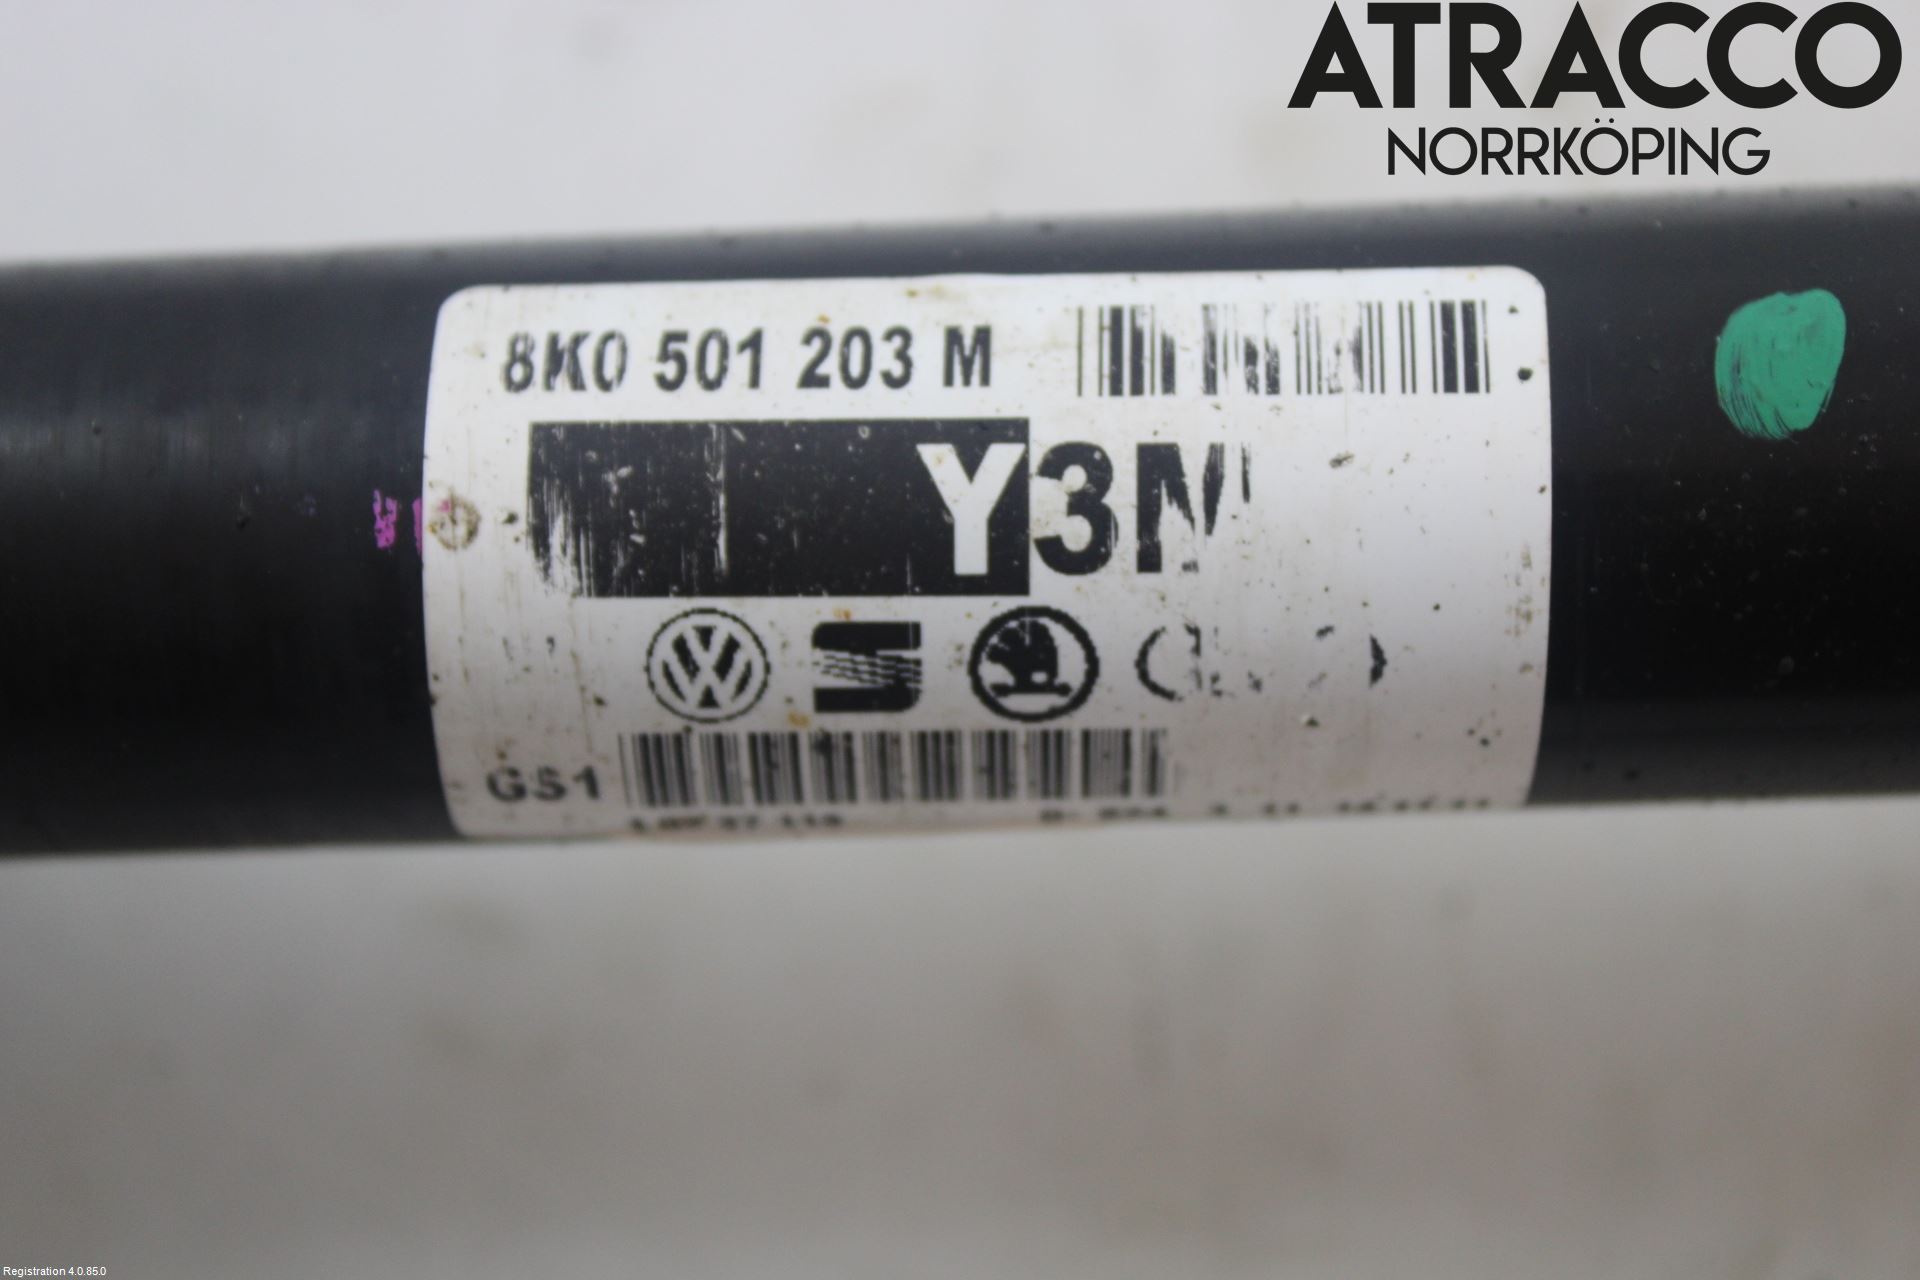 ATRACCO
NORRKÖPING
8K0 501 203 M
Y3M
GS1
Registration 4.0.85.0